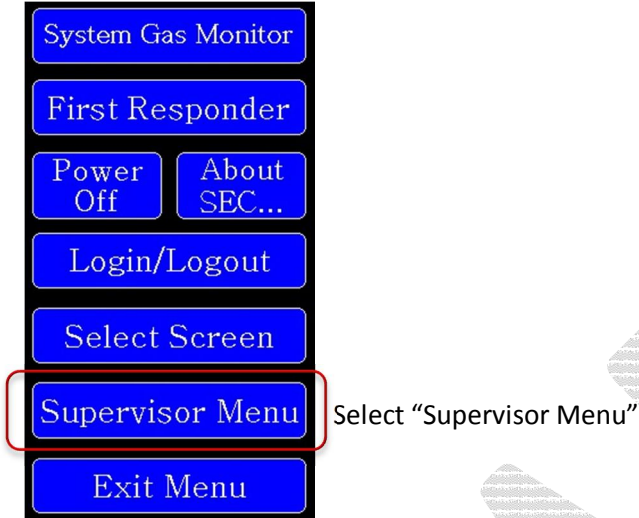 System Gas Monitor
First Responder
Power
Off
About
SEC...
Login/Logout
Select Screen
Supervisor Menu
Select “Supervisor Menu”
Exit Menu